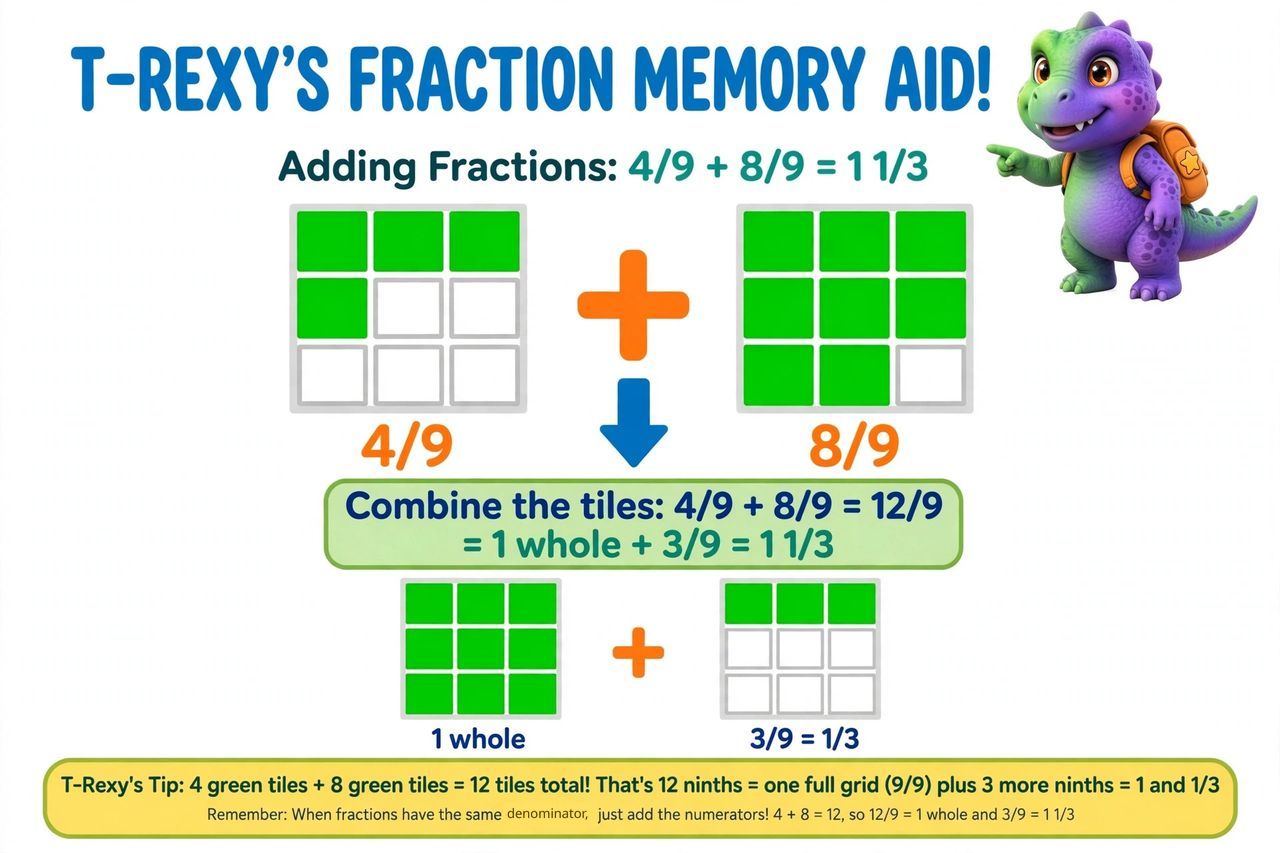 T-REXY’S FRACTION MEMORY AID!
Adding Fractions: 4/9 + 8/9 = 1 1/3
4/9
8/9
Combine the tiles: 4/9 + 8/9 = 12/9
= 1 whole + 3/9 = 1 1/3
1 whole
3/9 = 1/3
T-Rexy's Tip: 4 green tiles + 8 green tiles = 12 tiles total! That's 12 ninths = one full grid (9/9) plus 3 more ninths = 1 and 1/3
Remember: When fractions have the same denominator, just add the numerators! 4 + 8 = 12, so 12/9 = 1 whole and 3/9 = 1 1/3